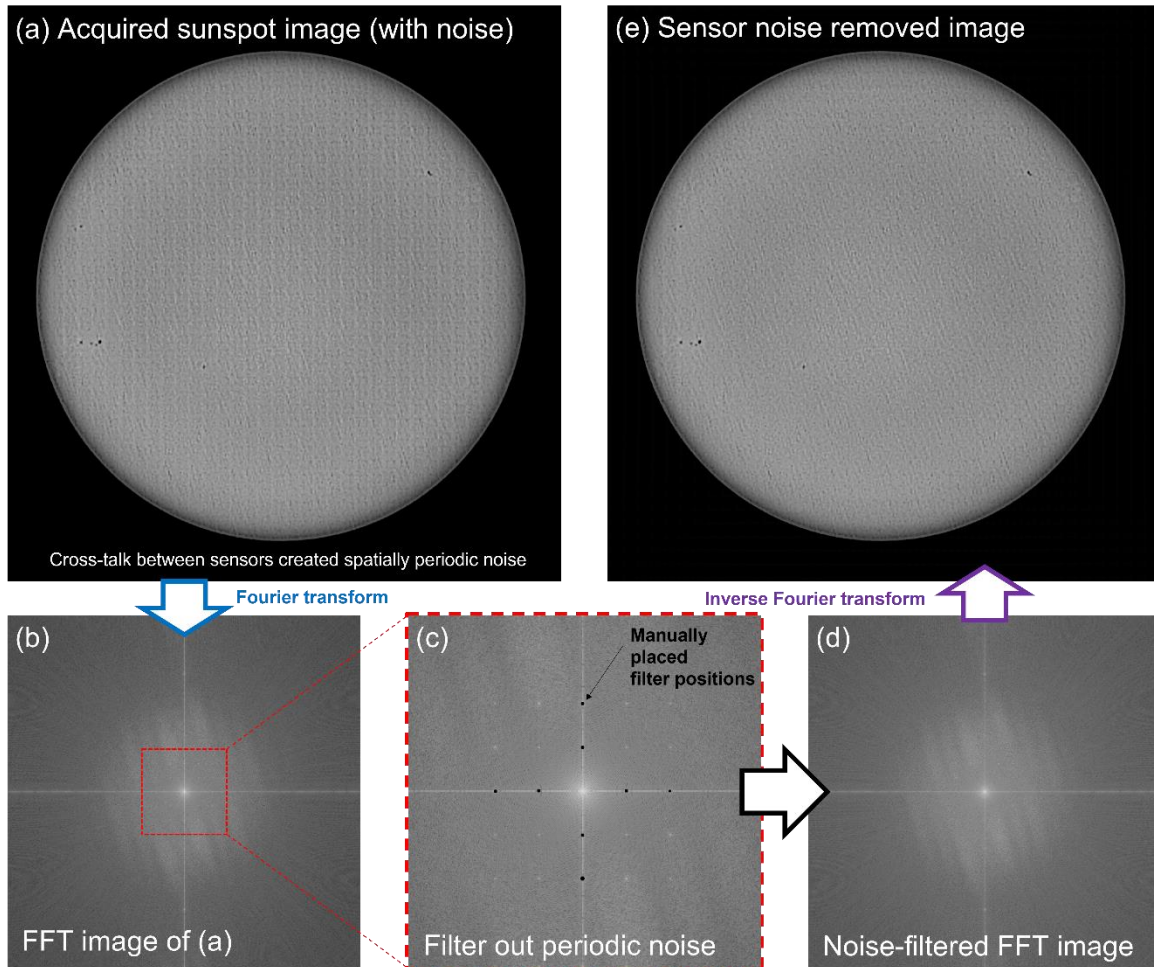 (a) Acquired sunspot image (with noise)
Cross-talk between sensors created spatially periodic noise
(e) Sensor noise removed image
Fourier transform
Inverse Fourier transform
(b)
FFT image of (a)
(c)
Manually
placed
filter positions
Filter out periodic noise
(d)
Noise-filtered FFT image